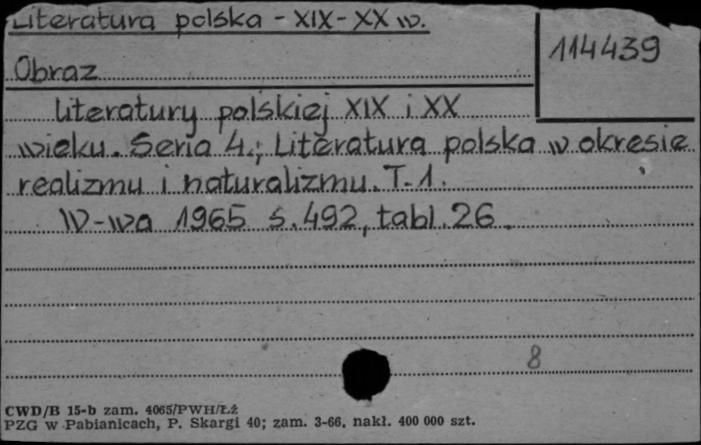 Literatura polska - XIX - XX w.
114439
Obraz
literatury polskiej XIX i XX
wieku. Seria 4.; Literatura polska w okresie
realizmu i naturalizmu. T. 1.
W-wa 1965 s. 492, tabl. 26.
8
CWD/B 15-b zam. 4065/PWH/Łż
PZG w Pabianicach, P. Skargi 40; zam. 3-66, nakł. 400 000 szt.